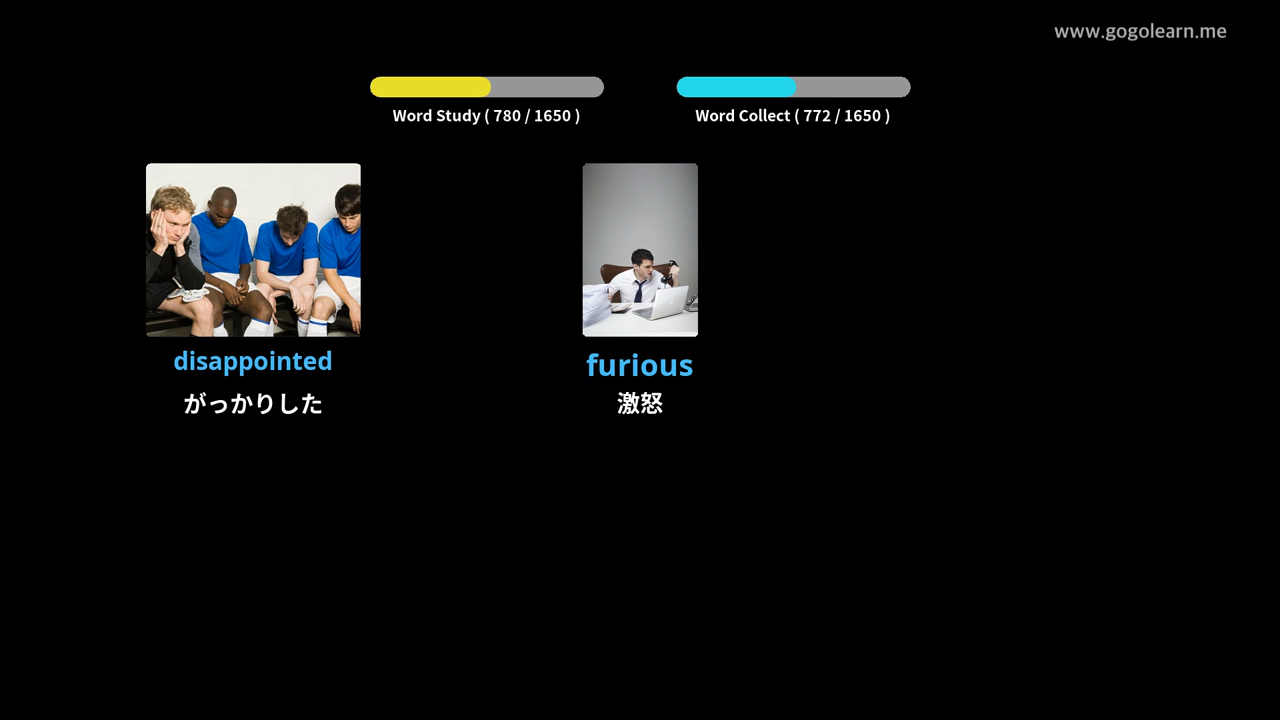 www.gogolearn.me
Word Study ( 780 / 1650 )
Word Collect ( 772 / 1650 )
disappointed
がっかりした
furious
激怒